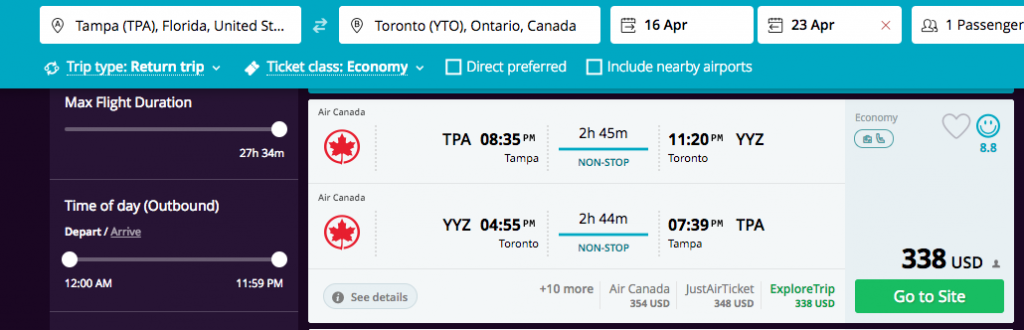 A Tampa (TPA), Florida, United St...
B Toronto (YTO), Ontario, Canada
16 Apr
23 Apr
1 Passenger
Trip type: Return trip
Ticket class: Economy
Direct preferred
Include nearby airports
Max Flight Duration
27h 34m
Time of day (Outbound)
Depart / Arrive
12:00 AM 11:59 PM
Air Canada
TPA 08:35 PM 2h 45m 11:20 PM YYZ
Tampa NON-STOP Toronto
Air Canada
YYZ 04:55 PM 2h 44m 07:39 PM TPA
Toronto NON-STOP Tampa
See details
+10 more
Air Canada
354 USD
JustAirTicket
348 USD
ExploreTrip
338 USD
Economy
8.8
338 USD
Go to Site